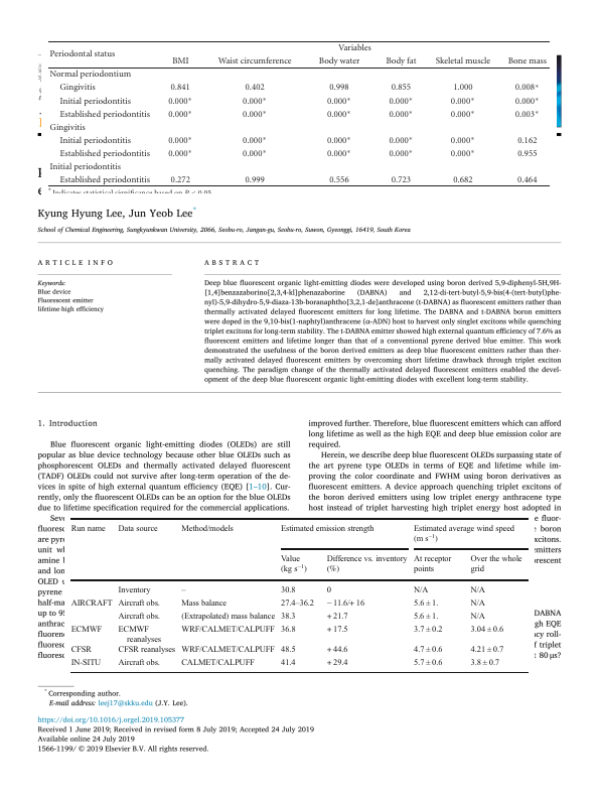 Periodontal status Variables
BMI Waist circumference Body water Body fat Skeletal muscle Bone mass
Normal periodontium
Gingivitis 0.841 0.402 0.998 0.855 1.000 0.008*
Initial periodontitis 0.000* 0.000* 0.000* 0.000* 0.000* 0.000*
Established periodontitis 0.000* 0.000* 0.000* 0.000* 0.000* 0.003*
Gingivitis
Initial periodontitis 0.000* 0.000* 0.000* 0.000* 0.000* 0.162
Established periodontitis 0.000* 0.000* 0.000* 0.000* 0.000* 0.955
Initial periodontitis
Established periodontitis 0.272 0.999 0.556 0.723 0.682 0.464
* Indicates statistical significance based on P < 0.05
Kyung Hyung Lee, Jun Yeob Lee*
School of Chemical Engineering, Sungkyunkwan University, 2066, Seobu-ro, Jangan-gu, Seobu-ro, Suwon, Gyeonggi, 16419, South Korea
ARTICLE INFO
Keywords:
Blue device
Fluorescent emitter
lifetime-high efficiency
ABSTRACT
Deep blue fluorescent organic light-emitting diodes were developed using boron derived 5,9-diphenyl-5H,9H-
[1,4]benzazaborino[2,3,4-kl]phenazaborine (DABNA) and 2,12-di-tert-butyl-5,9-bis(4-(tert-butyl)phe-
nyl)-5,9-dihydro-5,9-diaza-13b-boranaphtho[3,2,1-de]anthracene (t-DABNA) as fluorescent emitters rather than
thermally activated delayed fluorescent emitters for long lifetime. The DABNA and t-DABNA boron emitters
were doped in the 9,10-bis(1-naphtyl)anthracene (α-ADN) host to harvest only singlet excitons while quenching
triplet excitons for long-term stability. The t-DABNA emitter showed high external quantum efficiency of 7.6% as
fluorescent emitters and lifetime longer than that of a conventional pyrene derived blue emitter. This work
demonstrated the usefulness of the boron derived emitters as deep blue fluorescent emitters rather than ther-
mally activated delayed fluorescent emitters by overcoming short lifetime drawback through triplet exciton
quenching. The paradigm change of the thermally activated delayed fluorescent emitters enabled the devel-
opment of the deep blue fluorescent organic light-emitting diodes with excellent long-term stability.
1. Introduction
Blue fluorescent organic light-emitting diodes (OLEDs) are still
popular as blue device technology because other blue OLEDs such as
phosphorescent OLEDs and thermally activated delayed fluorescent
(TADF) OLEDs could not survive after long-term operation of the de-
vices in spite of high external quantum efficiency (EQE) [1–10]. Cur-
rently, only the fluorescent OLEDs can be an option for the blue OLEDs
due to lifetime specification required for the commercial applications.
improved further. Therefore, blue fluorescent emitters which can afford
long lifetime as well as the high EQE and deep blue emission color are
required.
Herein, we describe deep blue fluorescent OLEDs surpassing state of
the art pyrene type OLEDs in terms of EQE and lifetime while im-
proving the color coordinate and FWHM using boron derivatives as
fluorescent emitters. A device approach quenching triplet excitons of
the boron derived emitters using low triplet energy anthracene type
host instead of triplet harvesting high triplet energy host adopted in
Run name Data source Method/models Estimated emission strength Estimated average wind speed
(m s−1)
Value Difference vs. inventory At receptor Over the whole
(kg s−1) (%) points grid
Inventory – 30.8 0 N/A N/A
AIRCRAFT Aircraft obs. Mass balance 27.4–36.2 −11.6/+ 16 5.6±1. N/A
Aircraft obs. (Extrapolated) mass balance 38.3 +21.7 5.6±1. N/A
ECMWF ECMWF WRF/CALMET/CALPUFF 36.8 +17.5 3.7±0.2 3.04±0.6
reanalyses
CFSR CFSR reanalyses WRF/CALMET/CALPUFF 48.5 +44.6 4.7±0.6 4.21±0.7
IN-SITU Aircraft obs. CALMET/CALPUFF 41.4 +29.4 5.7±0.6 3.8±0.7
* Corresponding author.
E-mail address: leej17@skku.edu (J.Y. Lee).
https://doi.org/10.1016/j.orgel.2019.105377
Received 1 June 2019; Received in revised form 8 July 2019; Accepted 24 July 2019
Available online 24 July 2019
1566-1199/ © 2019 Elsevier B.V. All rights reserved.